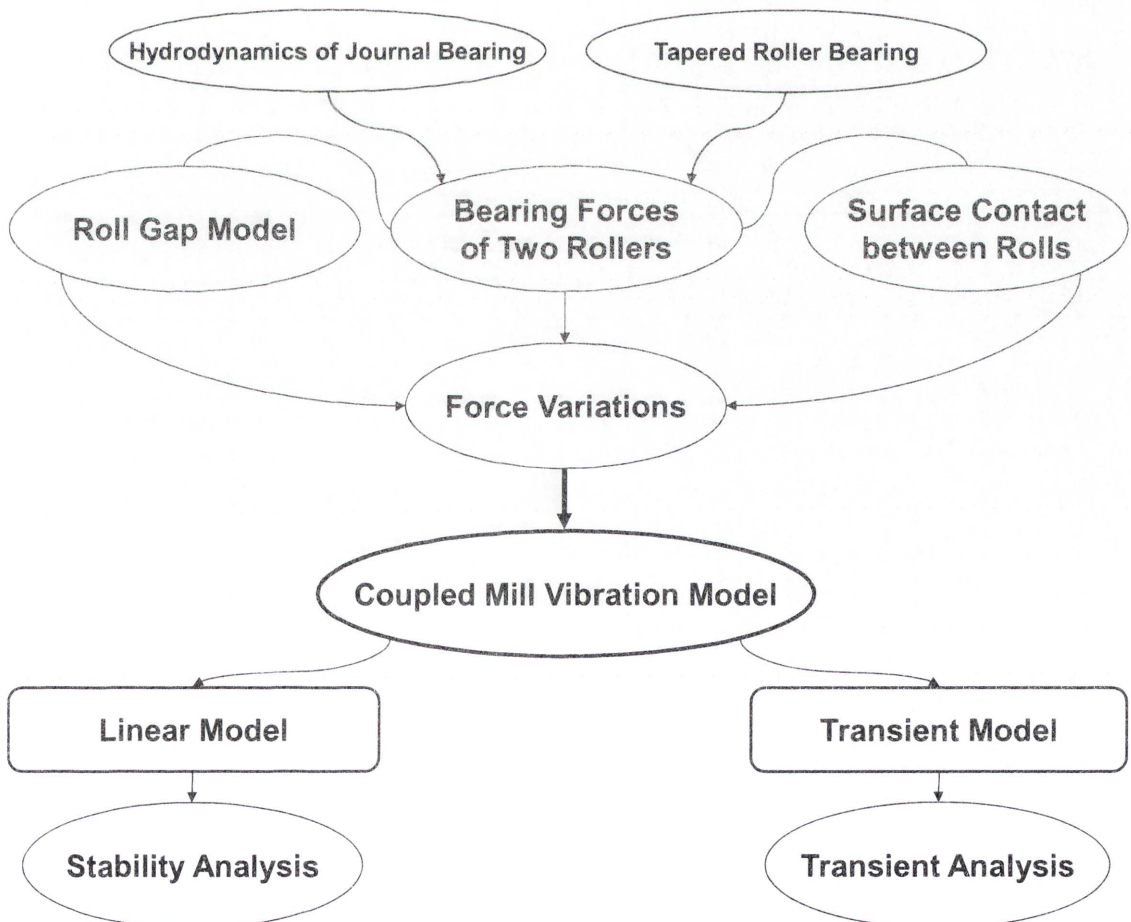 Hydrodynamics of Journal Bearing
Tapered Roller Bearing
Roll Gap Model
Bearing Forces
of Two Rollers
Surface Contact
between Rolls
Force Variations
Coupled Mill Vibration Model
Linear Model
Transient Model
Stability Analysis
Transient Analysis